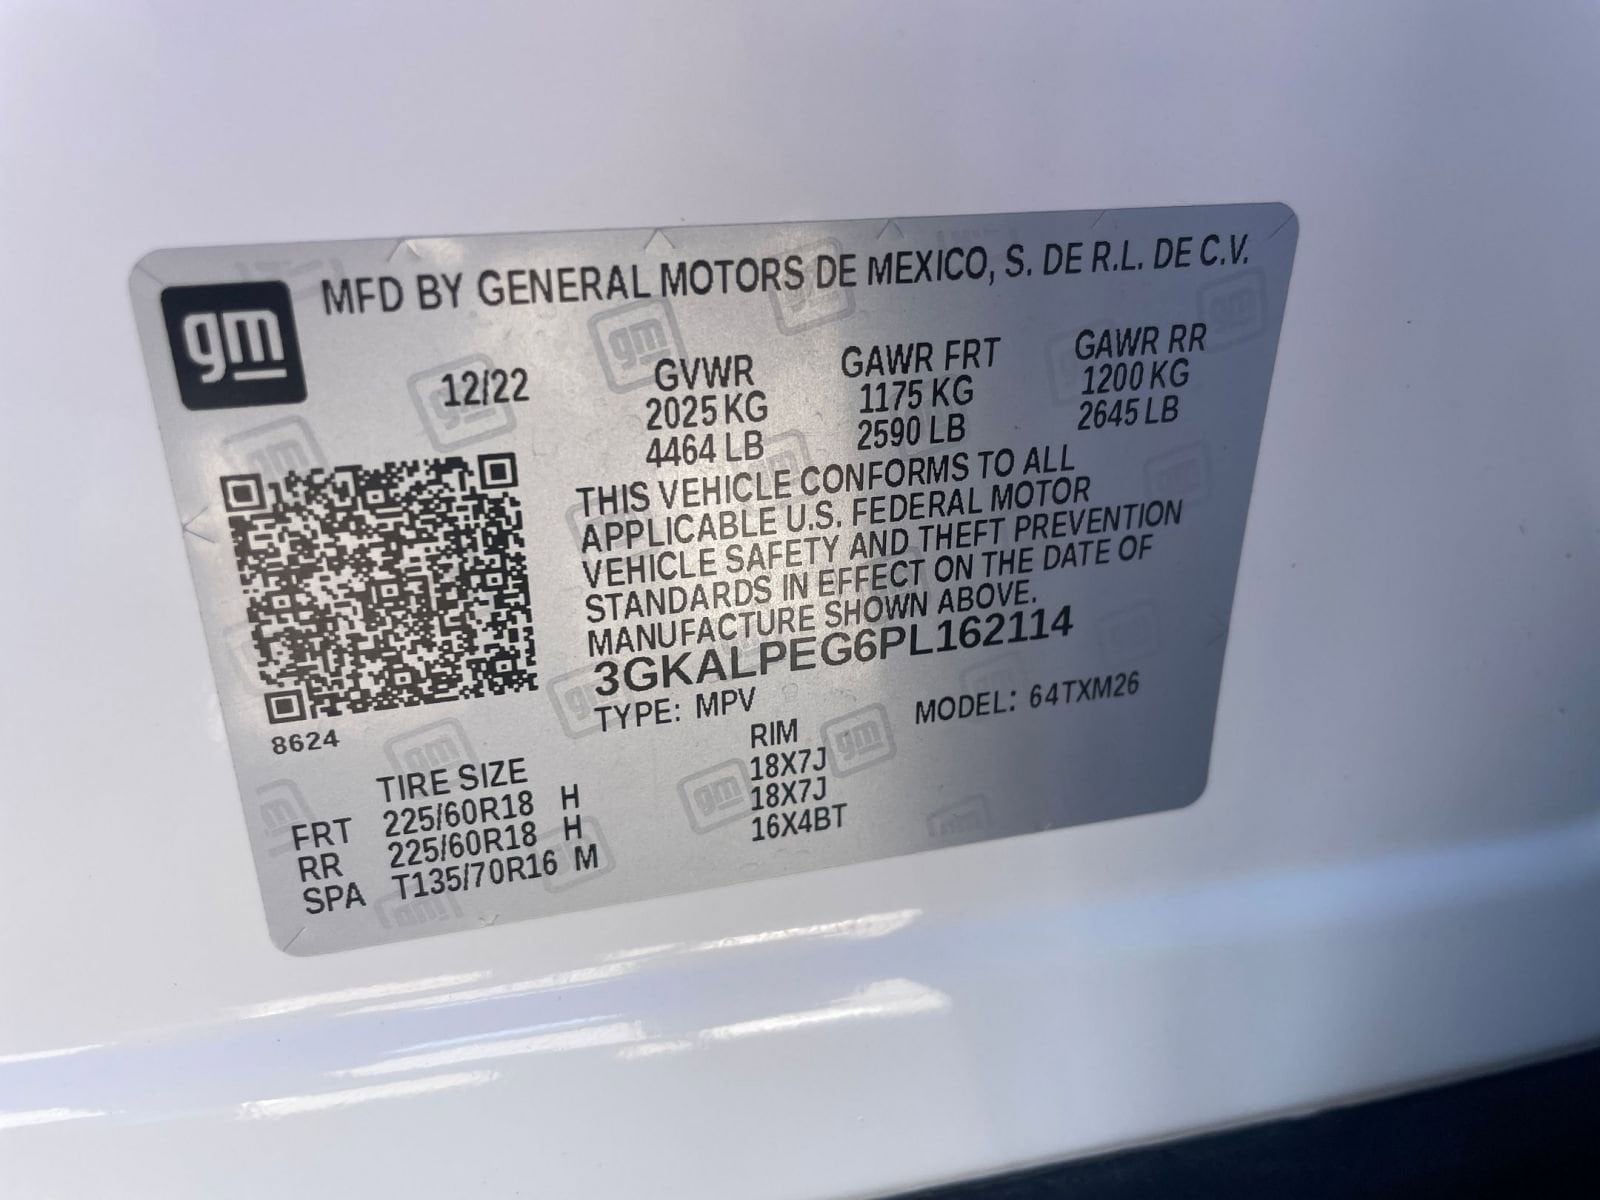 gm
MFD BY GENERAL MOTORS DE MEXICO, S. DE R.L. DE C.V.
12/22 GVWR GAWR FRT GAWR RR
2025 KG 1175 KG 1200 KG
4464 LB 2590 LB 2645 LB
THIS VEHICLE CONFORMS TO ALL
APPLICABLE U.S. FEDERAL MOTOR
VEHICLE SAFETY AND THEFT PREVENTION
STANDARDS IN EFFECT ON THE DATE OF
MANUFACTURE SHOWN ABOVE.
3GKALPEG6PL162114
TYPE: MPV MODEL: 64TXM26
8624
TIRE SIZE RIM
FRT 225/60R18 H 18X7J
RR 225/60R18 H 18X7J
SPA T135/70R16 M 16X4BT